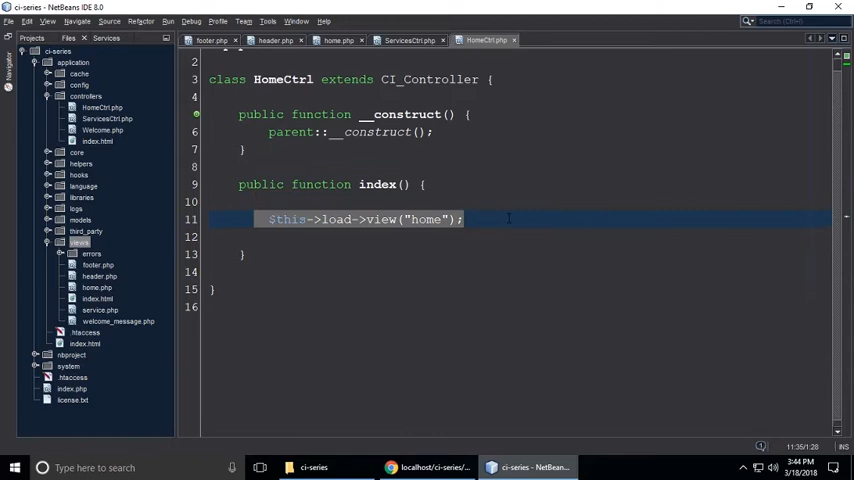 ci-series - NetBeans IDE 8.0
File Edit View Navigate Source Refactor Run Debug Profile Team Tools Window Help
Search (Ctrl+I)
Projects Files Services
footer.php header.php home.php ServicesCtrl.php HomeCtrl.php
Navigator
ci-series
application
cache
config
controllers
HomeCtrl.php
ServicesCtrl.php
Welcome.php
index.html
core
helpers
hooks
language
libraries
logs
models
third_party
views
errors
footer.php
header.php
home.php
index.html
service.php
welcome_message.php
.htaccess
index.html
nbproject
system
.htaccess
index.php
license.txt
2
3 class HomeCtrl extends CI_Controller {
4
public function __construct() {
6 parent::__construct();
7 }
8
9 public function index() {
10
11 $this->load->view("home");
12
13 }
14
15 }
16
11:35/1:28 INS
Type here to search
ci-series
localhost/ci-series/...
ci-series - NetBean...
3:44 PM
3/18/2018